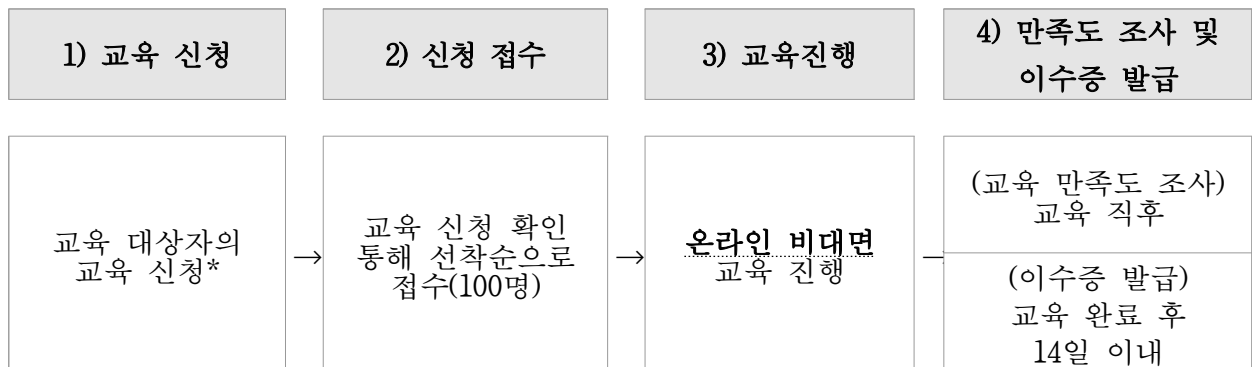 1) 교육 신청
2) 신청 접수
3) 교육진행
4) 만족도 조사 및
이수증 발급
교육 대상자의
교육 신청*
→
교육 신청 확인
통해 선착순으로
접수(100명)
→
온라인 비대면
교육 진행
(교육 만족도 조사)
교육 직후
(이수증 발급)
교육 완료 후
14일 이내